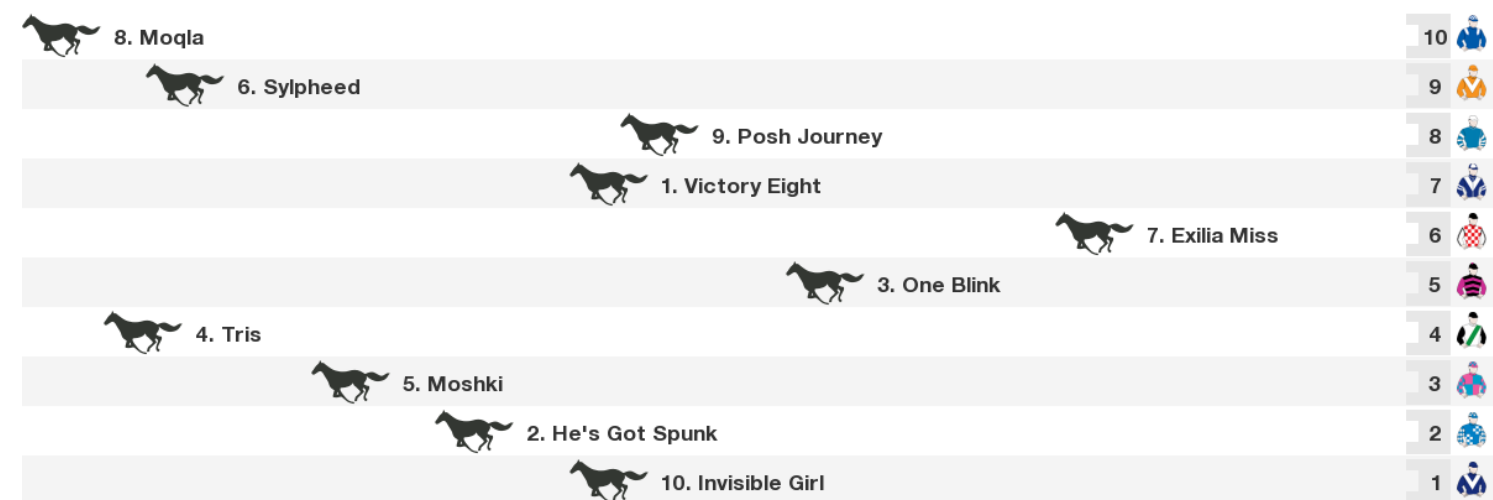 8. Moqla 10
6. Sylpheed 9
9. Posh Journey 8
1. Victory Eight 7
7. Exilia Miss 6
3. One Blink 5
4. Tris 4
5. Moshki 3
2. He's Got Spunk 2
10. Invisible Girl 1